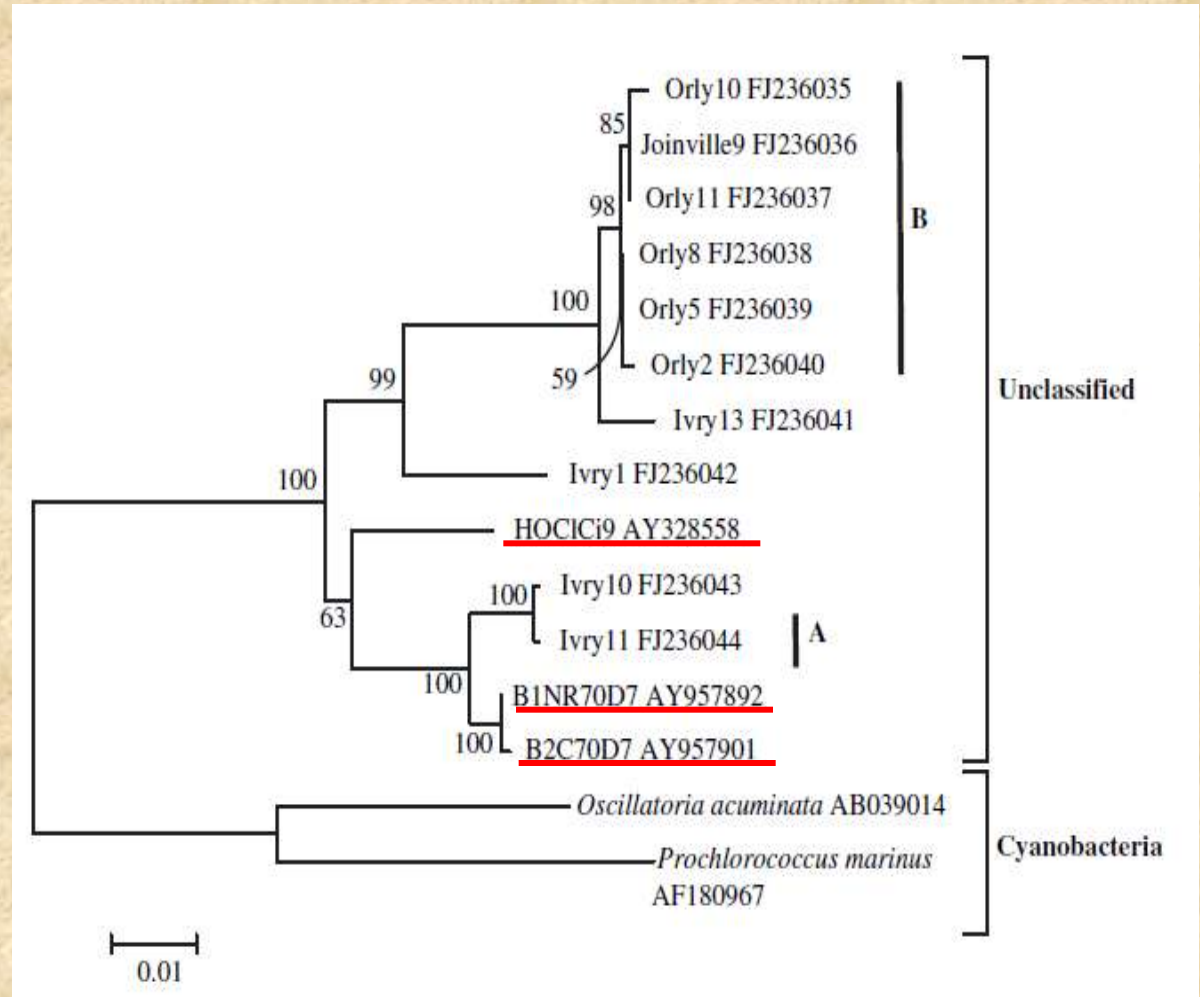 Orly10 FJ236035
85
Joinville9 FJ236036
Orly11 FJ236037
98
B
Orly8 FJ236038
100
Orly5 FJ236039
Orly2 FJ236040
59
99
Unclassified
Ivry13 FJ236041
Ivry1 FJ236042
100
HOClCi9 AY328558
Ivry10 FJ236043
100
63
Ivry11 FJ236044
A
100
B1NR70D7 AY957892
100
B2C70D7 AY957901
Oscillatoria acuminata AB039014
Cyanobacteria
Prochlorococcus marinus
AF180967
0.01